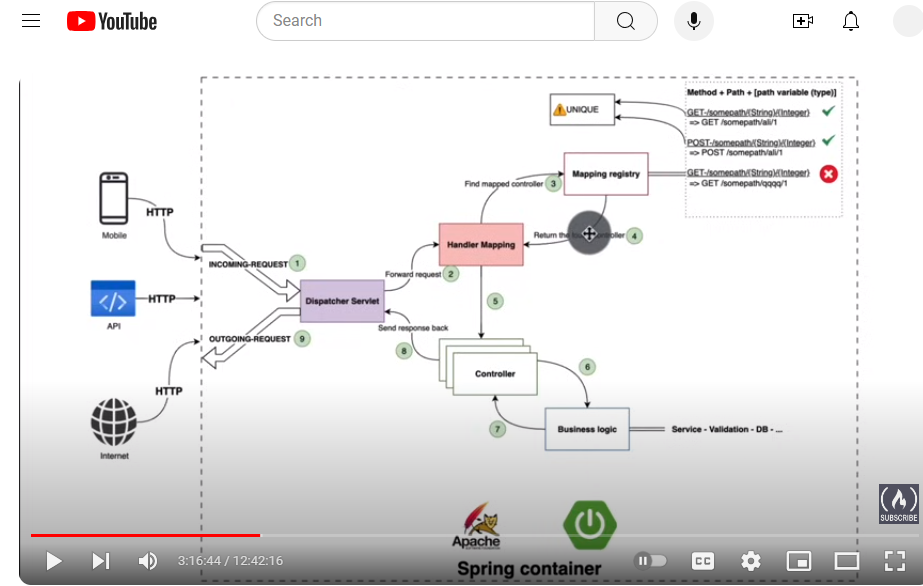 YouTube
Search
Method + Path + [path variable (type)]
GET-/somepath/{String}/{Integer}
=> GET /somepath/ali/1
UNIQUE
POST-/somepath/{String}/{Integer}
=> POST /somepath/ali/1
Mapping registry
GET-/somepath/{String}/{Integer}
=> GET /somepath/qqqq/1
Find mapped controller 3
HTTP
Mobile
Return the controller 4
Handler Mapping
INCOMING-REQUEST 1
Forward request 2
Dispatcher Servlet
HTTP
5
API
Send response back
OUTGOING-REQUEST 9
8
Controller
6
HTTP
7
Business logic
Service - Validation - DB - ...
Internet
SUBSCRIBE
Apache
3:16:44 / 12:42:16
CC
Spring container